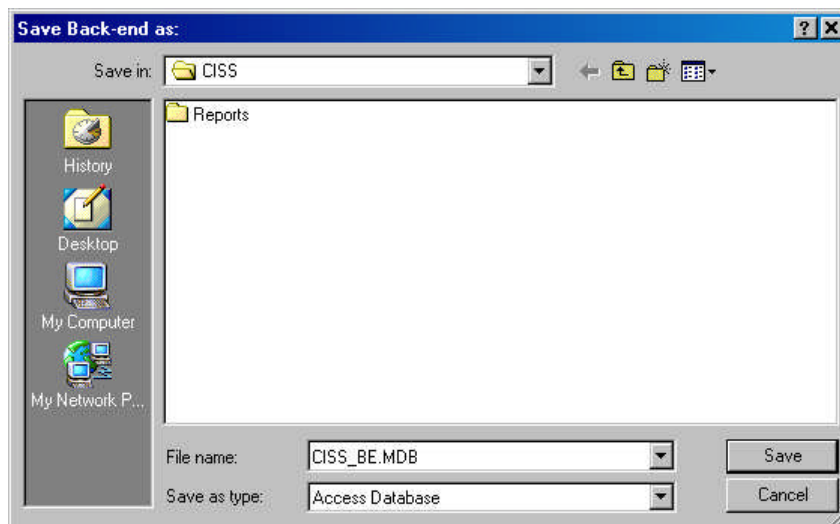 Save Back-end as:
Save in: CISS
Reports
History
Desktop
My Computer
My Network P...
File name: CISS_BE.MDB Save
Save as type: Access Database Cancel